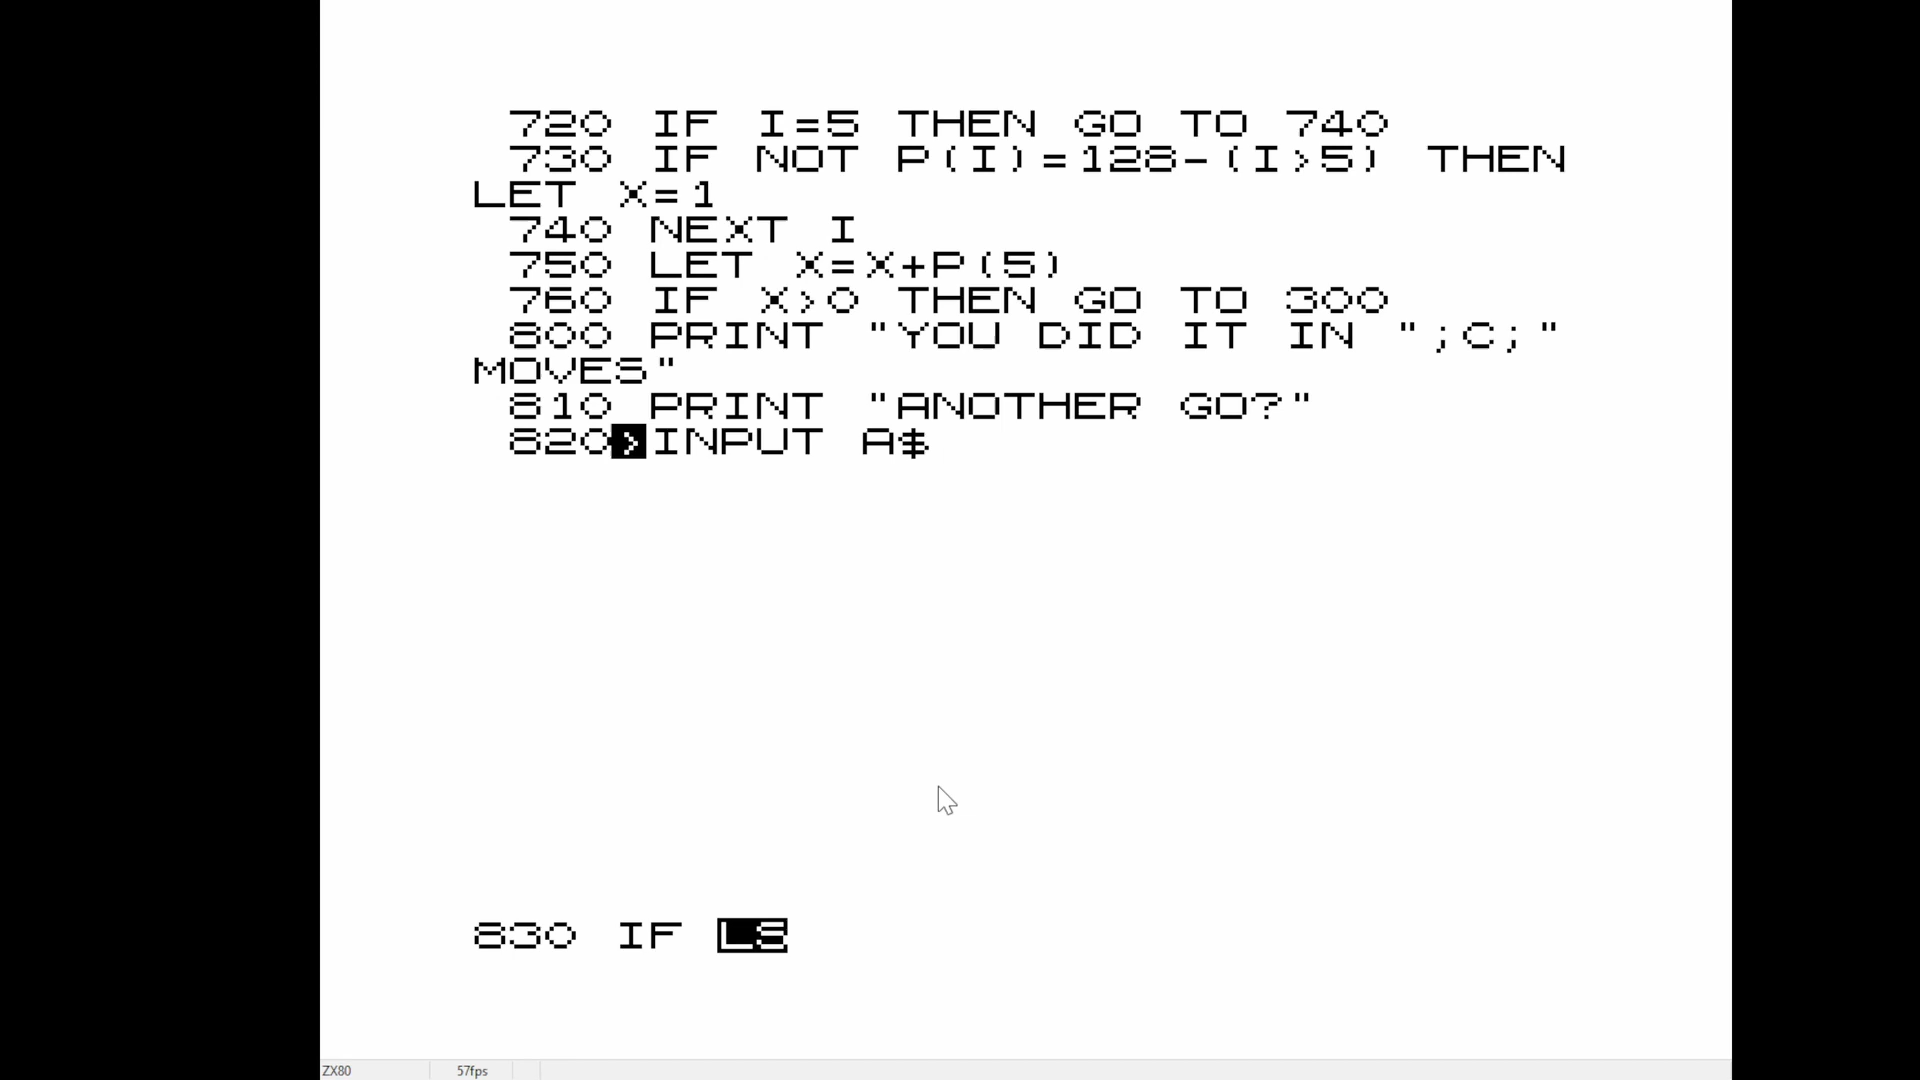 720 IF I=5 THEN GO TO 740
730 IF NOT P(I)=128-(I>5) THEN
LET X=1
740 NEXT I
750 LET X=X+P(5)
760 IF X>0 THEN GO TO 300
800 PRINT "YOU DID IT IN ";C;"
MOVES"
810 PRINT "ANOTHER GO?"
820>INPUT A$
830 IF LS
ZX80 57fps